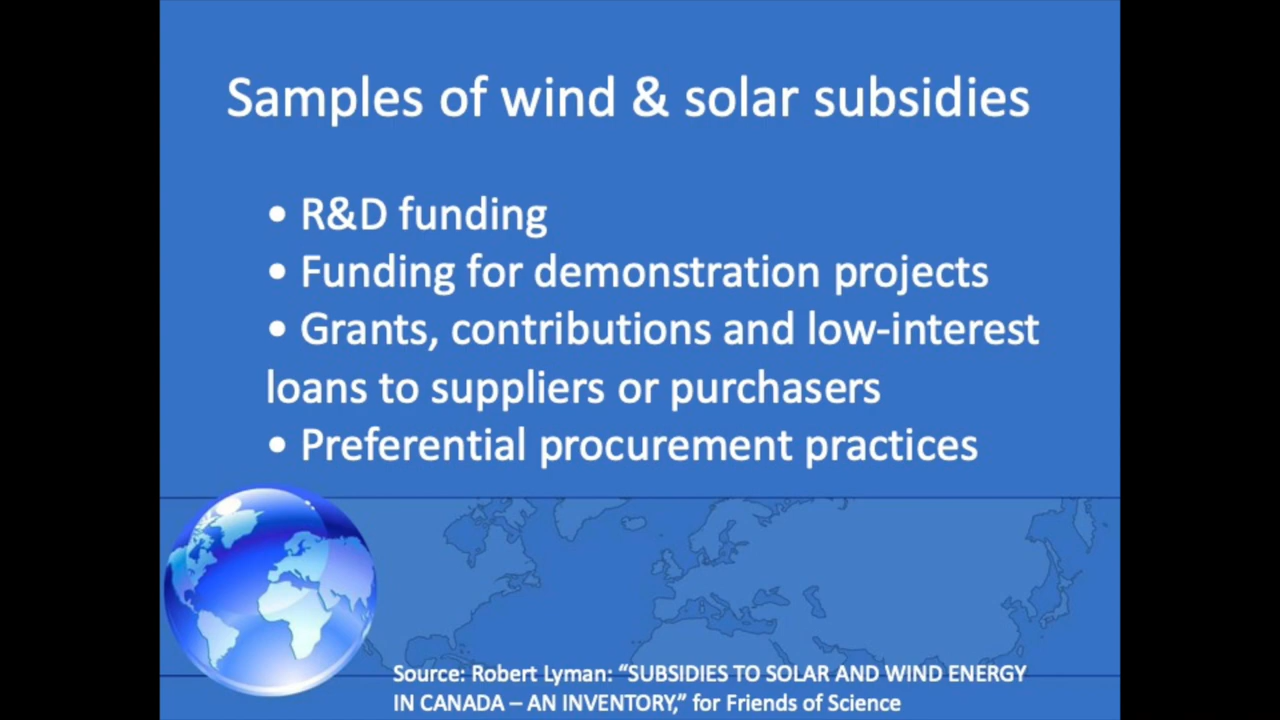 Samples of wind & solar subsidies
• R&D funding
• Funding for demonstration projects
• Grants, contributions and low-interest
loans to suppliers or purchasers
• Preferential procurement practices
Source: Robert Lyman: “SUBSIDIES TO SOLAR AND WIND ENERGY
IN CANADA – AN INVENTORY,” for Friends of Science